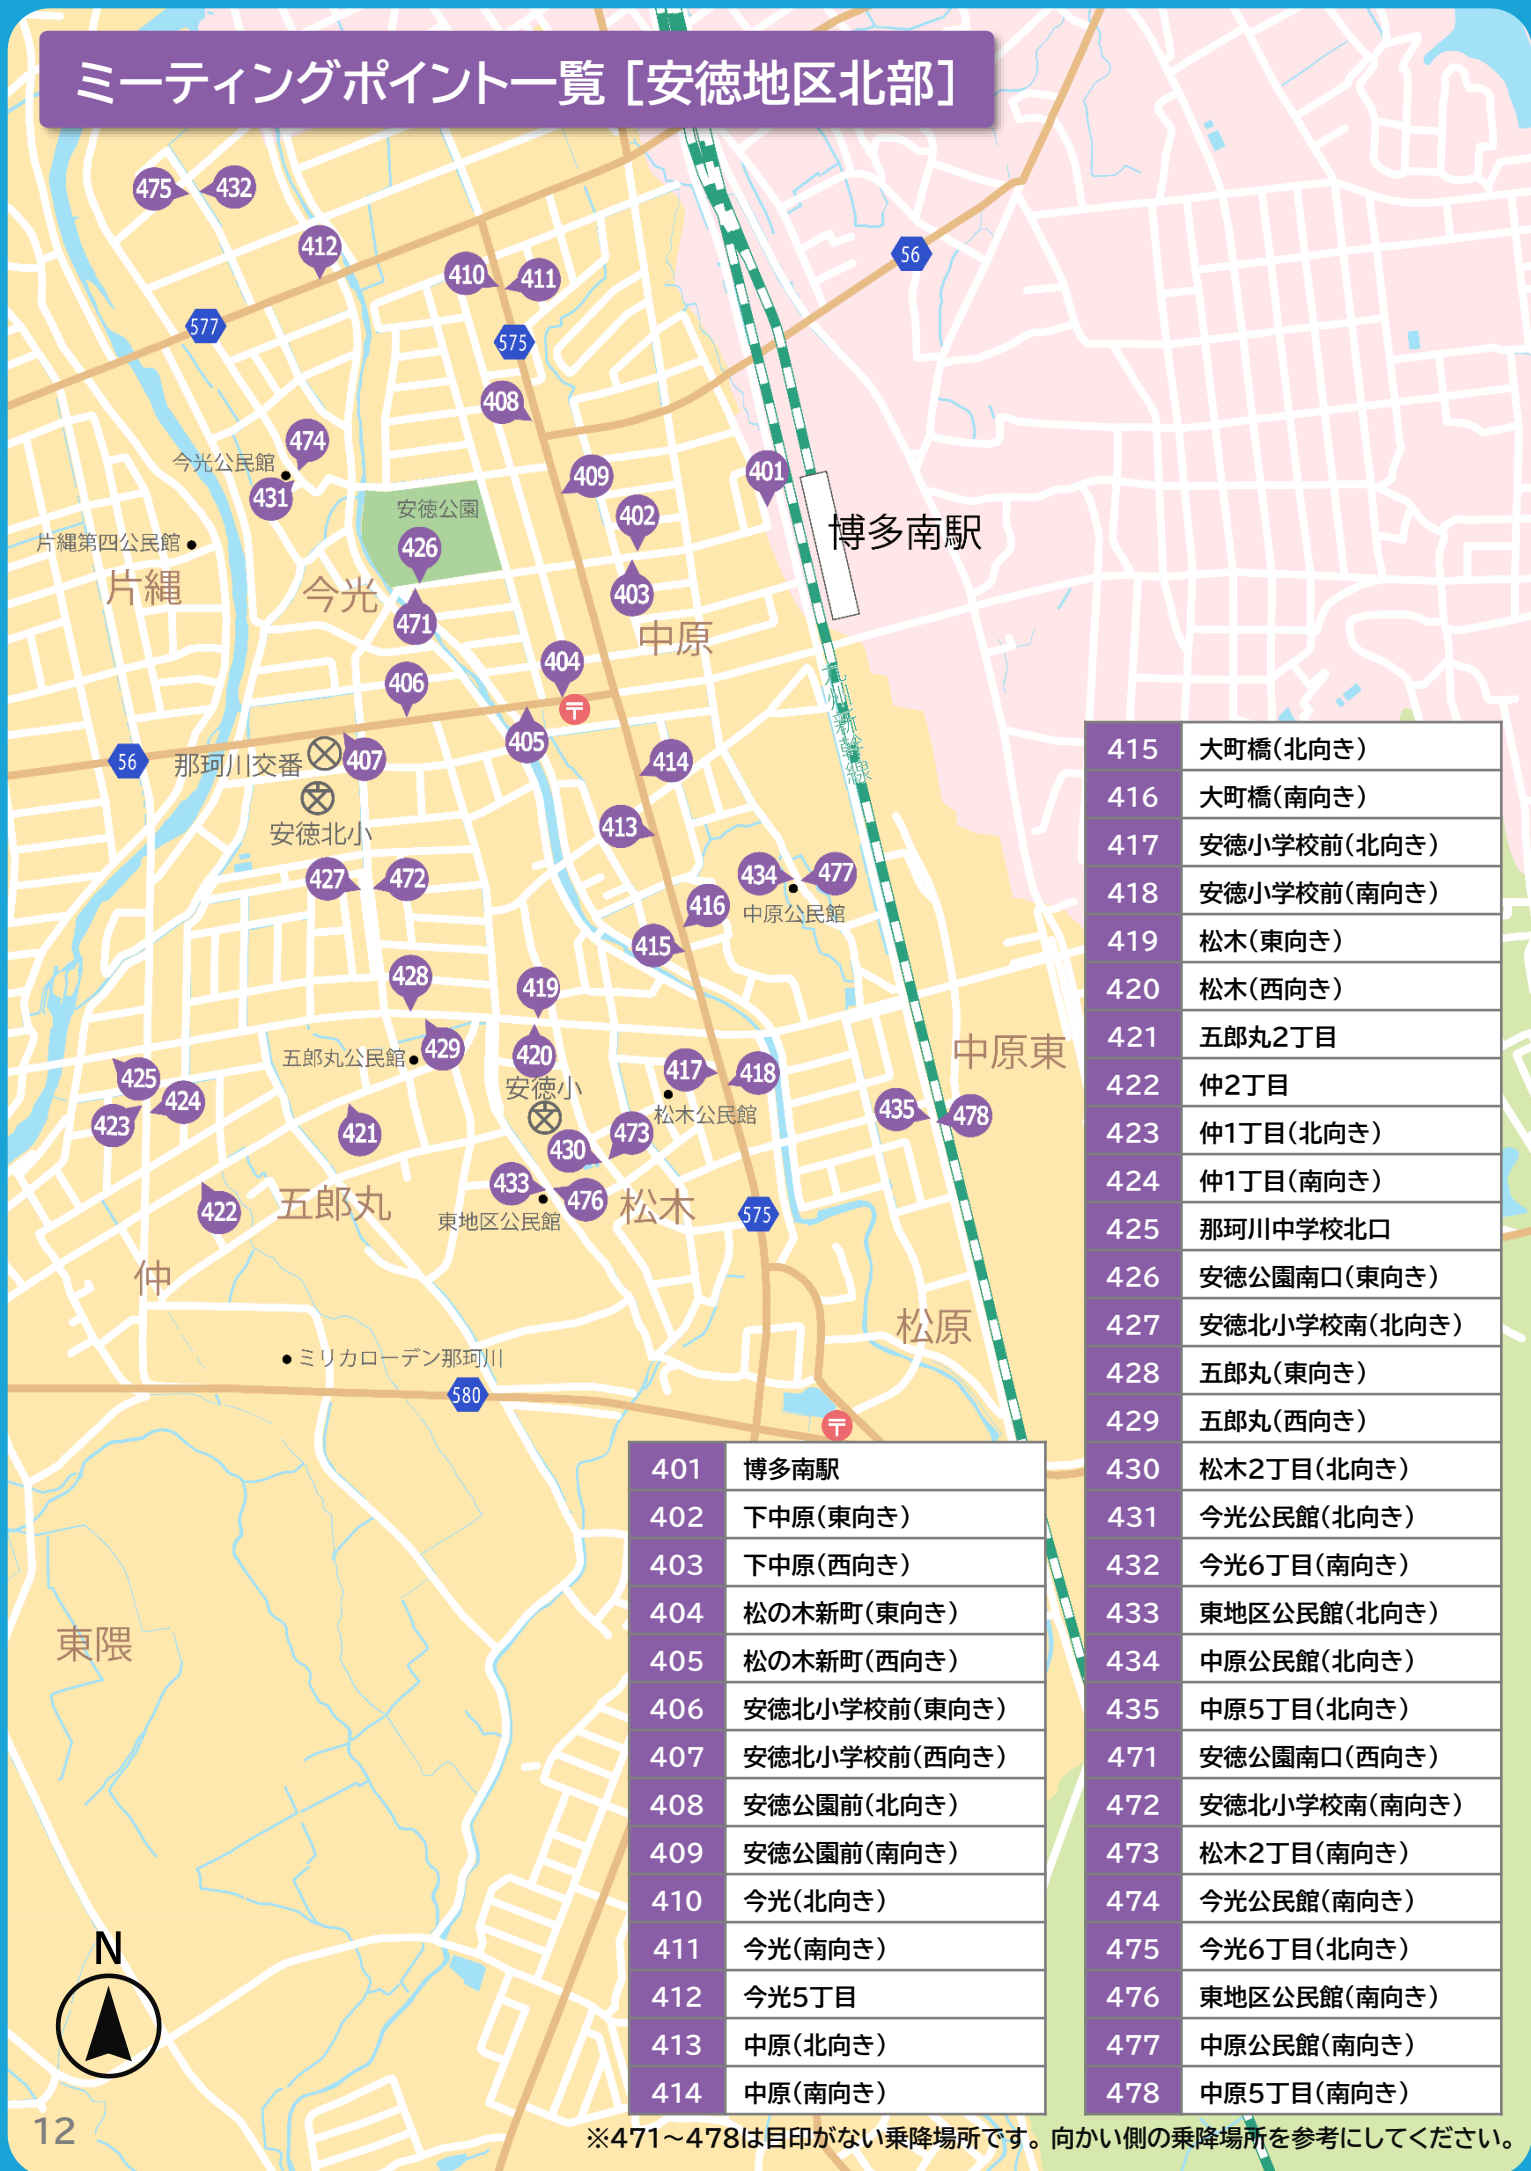 ミーティングポイント一覧［安徳地区北部］
475
432
412
410
411
56
577
575
408
474
今光公民館
431
409
401
安徳公園
402
博多南駅
片縄第四公民館
426
片縄
今光
403
471
中原
404
406
九州新幹線
405
56
那珂川交番
407
414
安徳北小
413
427
472
434
477
416
中原公民館
415
428
419
五郎丸公民館
429
420
中原東
425
安徳小
417
418
424
423
松木公民館
435
478
421
430
473
433
476
422
五郎丸
東地区公民館
松木
575
仲
松原
ミリカローデン那珂川
580
東隈
N
401 博多南駅
402 下中原（東向き）
403 下中原（西向き）
404 松の木新町（東向き）
405 松の木新町（西向き）
406 安徳北小学校前（東向き）
407 安徳北小学校前（西向き）
408 安徳公園前（北向き）
409 安徳公園前（南向き）
410 今光（北向き）
411 今光（南向き）
412 今光5丁目
413 中原（北向き）
414 中原（南向き）
415 大町橋（北向き）
416 大町橋（南向き）
417 安徳小学校前（北向き）
418 安徳小学校前（南向き）
419 松木（東向き）
420 松木（西向き）
421 五郎丸2丁目
422 仲2丁目
423 仲1丁目（北向き）
424 仲1丁目（南向き）
425 那珂川中学校北口
426 安徳公園南口（東向き）
427 安徳北小学校南（北向き）
428 五郎丸（東向き）
429 五郎丸（西向き）
430 松木2丁目（北向き）
431 今光公民館（北向き）
432 今光6丁目（南向き）
433 東地区公民館（北向き）
434 中原公民館（北向き）
435 中原5丁目（北向き）
471 安徳公園南口（西向き）
472 安徳北小学校南（南向き）
473 松木2丁目（南向き）
474 今光公民館（南向き）
475 今光6丁目（北向き）
476 東地区公民館（南向き）
477 中原公民館（南向き）
478 中原5丁目（南向き）
※471～478は目印がない乗降場所です。向かい側の乗降場所を参考にしてください。
12